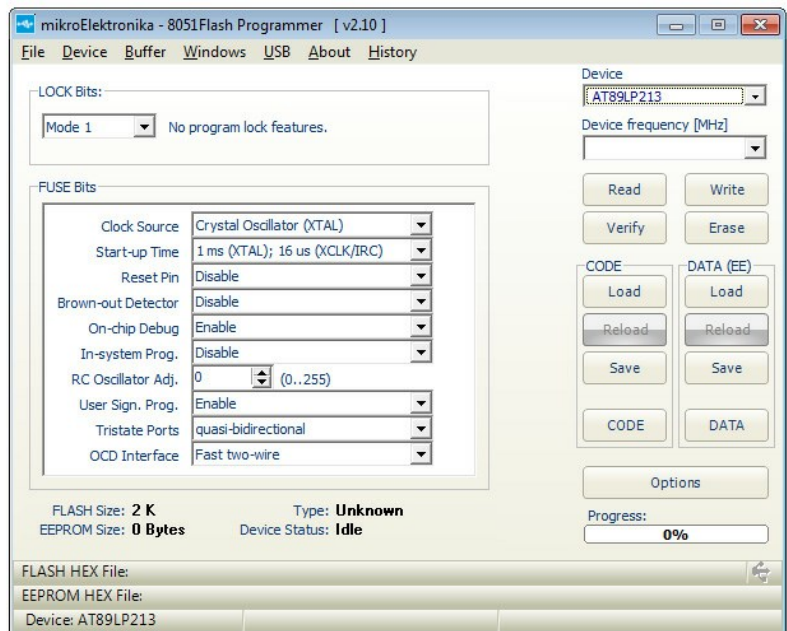 mikroElektronika - 8051Flash Programmer [ v2.10 ]
File Device Buffer Windows USB About History
LOCK Bits:
Mode 1 No program lock features.
Device
AT89LP213
Device frequency [MHz]
FUSE Bits
Clock Source Crystal Oscillator (XTAL)
Start-up Time 1 ms (XTAL); 16 us (XCLK/IRC)
Reset Pin Disable
Brown-out Detector Disable
On-chip Debug Enable
In-system Prog. Disable
RC Oscillator Adj. 0 (0..255)
User Sign. Prog. Enable
Tristate Ports quasi-bidirectional
OCD Interface Fast two-wire
Read Write
Verify Erase
CODE DATA (EE)
Load Load
Reload Reload
Save Save
CODE DATA
Options
FLASH Size: 2 K Type: Unknown
EEPROM Size: 0 Bytes Device Status: Idle
Progress:
0%
FLASH HEX File:
EEPROM HEX File:
Device: AT89LP213